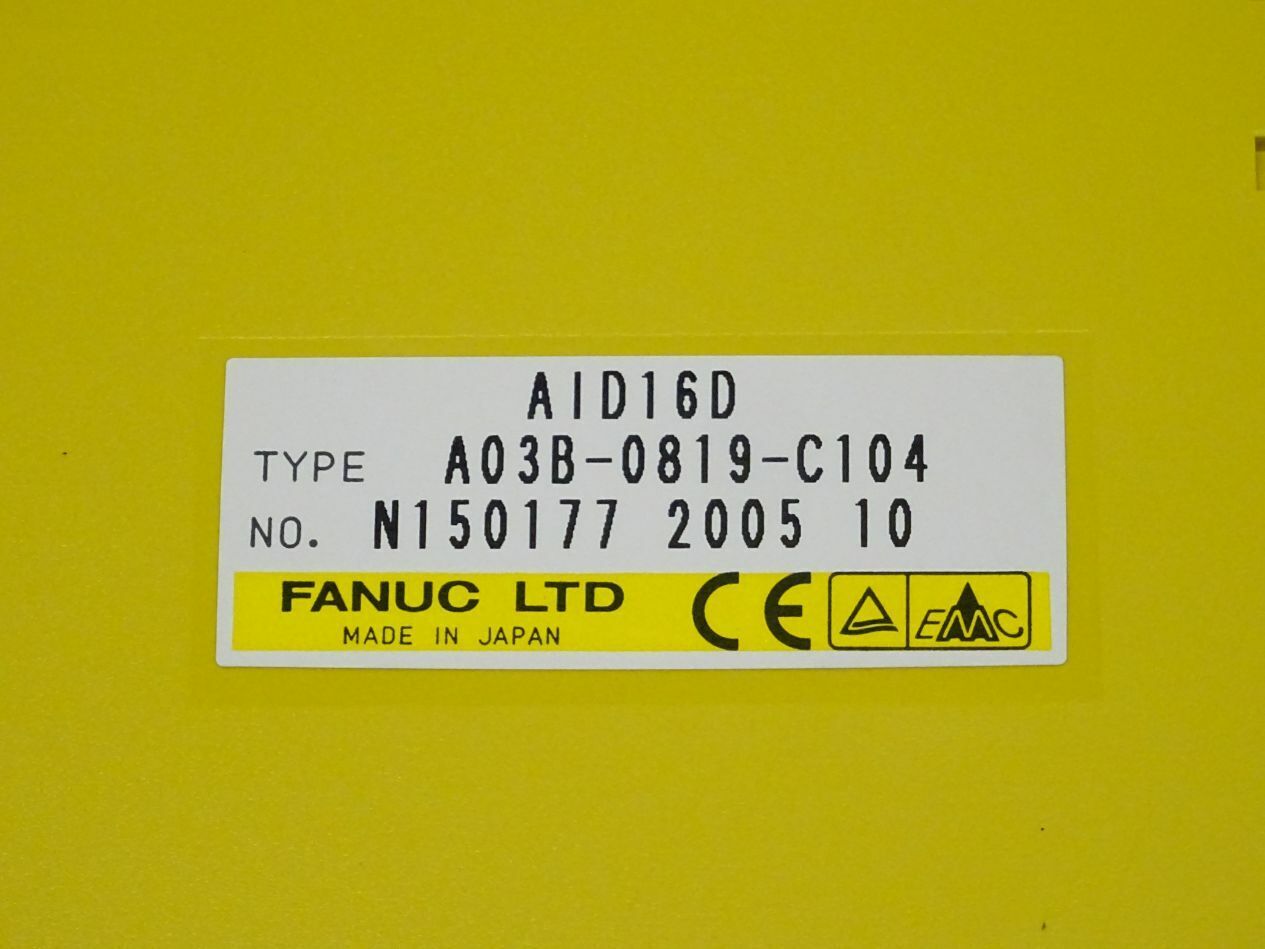 AID16D
TYPE A03B-0819-C104
NO. N150177 2005 10
FANUC LTD
MADE IN JAPAN
CE
EMC